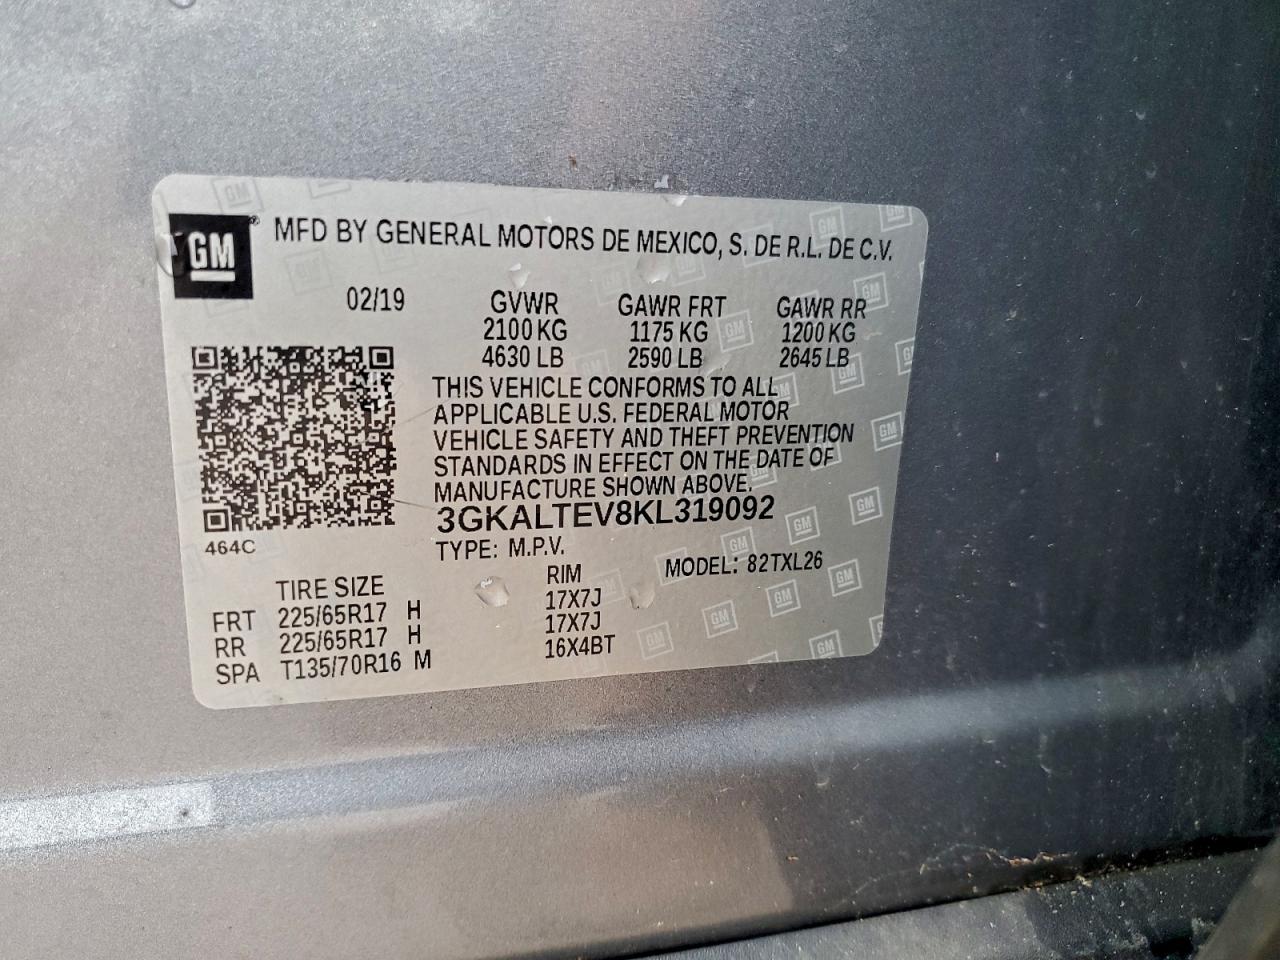 GM® MFD BY GENERAL MOTORS DE MEXICO, S. DE R.L. DE C.V.
02/19 GVWR GAWR FRT GAWR RR
2100 KG 1175 KG 1200 KG
4630 LB 2590 LB 2645 LB
THIS VEHICLE CONFORMS TO ALL
APPLICABLE U.S. FEDERAL MOTOR
VEHICLE SAFETY AND THEFT PREVENTION
STANDARDS IN EFFECT ON THE DATE OF
MANUFACTURE SHOWN ABOVE.
3GKALTEV8KL319092
464C
TYPE: M.P.V. MODEL: 82TXL26
TIRE SIZE RIM
FRT 225/65R17 H 17X7J
RR 225/65R17 H 17X7J
SPA T135/70R16 M 16X4BT